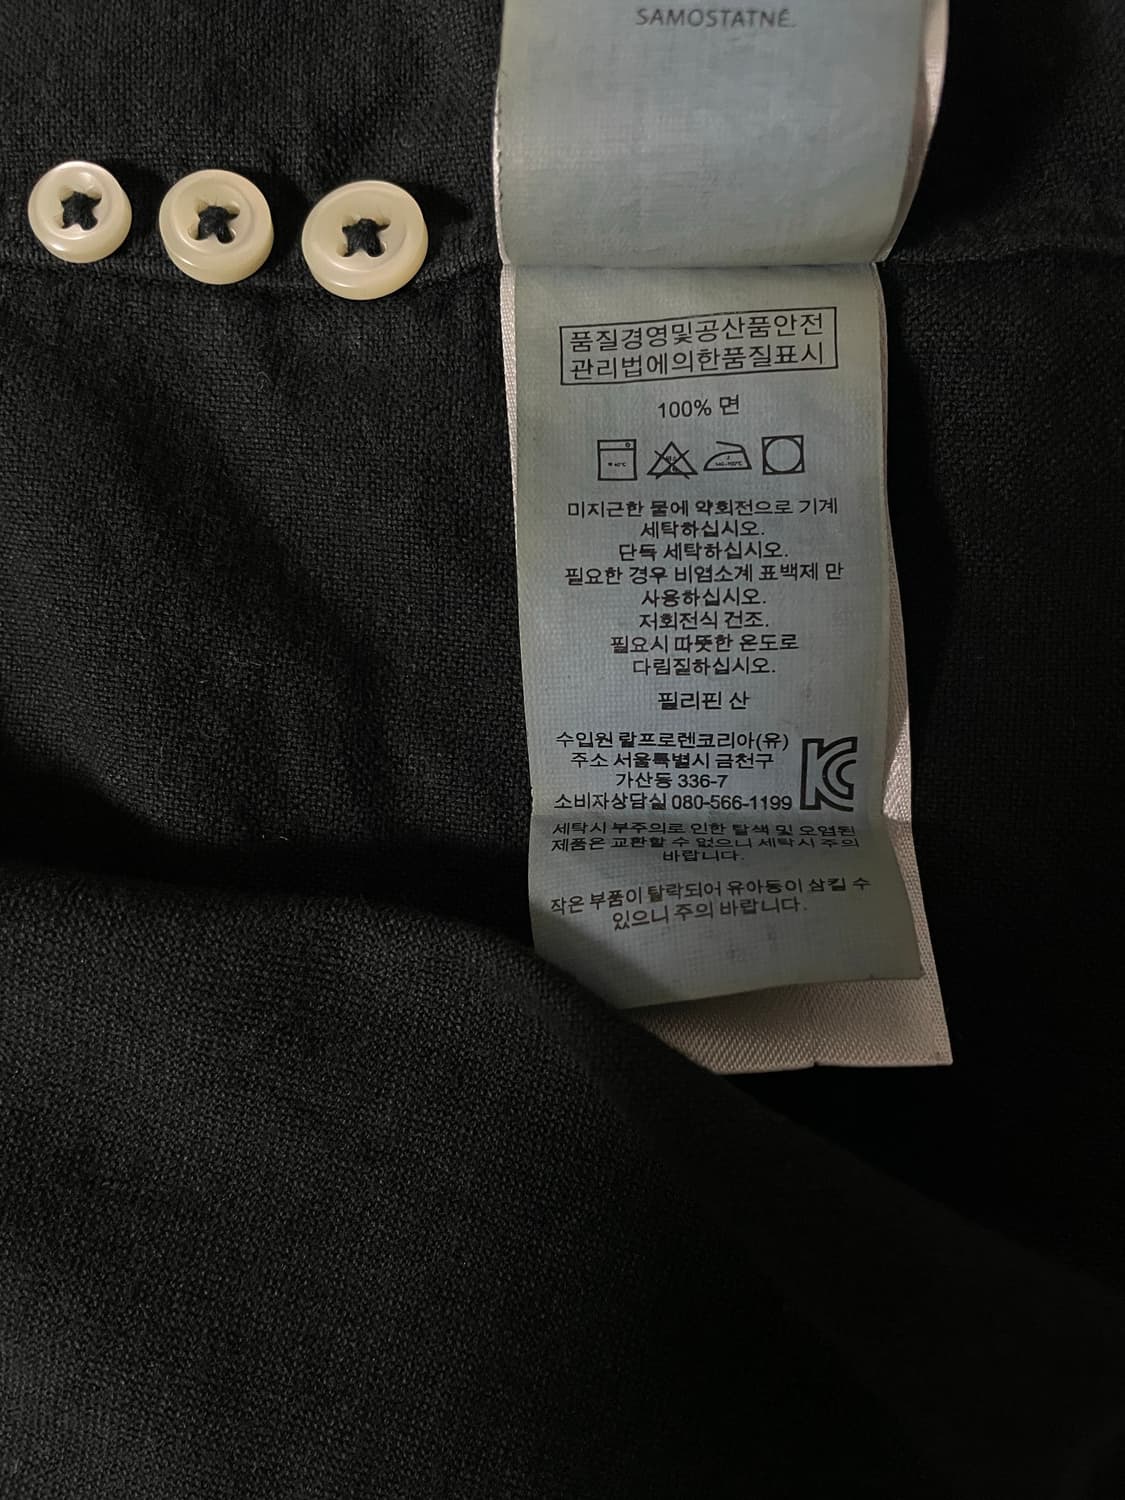 SAMOSTATNĚ.
품질경영및공산품안전
관리법에의한품질표시
100% 면
미지근한 물에 약회전으로 기계
세탁하십시오.
단독 세탁하십시오.
필요한 경우 비염소계 표백제 만
사용하십시오.
저회전식 건조.
필요시 따뜻한 온도로
다림질하십시오.
필리핀 산
수입원 랄프로렌코리아(유)
주소 서울특별시 금천구
가산동 336-7
소비자상담실 080-566-1199
세탁시 부주의로 인한 탈색 및 오염된
제품은 교환할 수 없으니 세탁시 주의
바랍니다.
작은 부품이 탈락되어 유아동이 삼킬 수
있으니 주의 바랍니다.